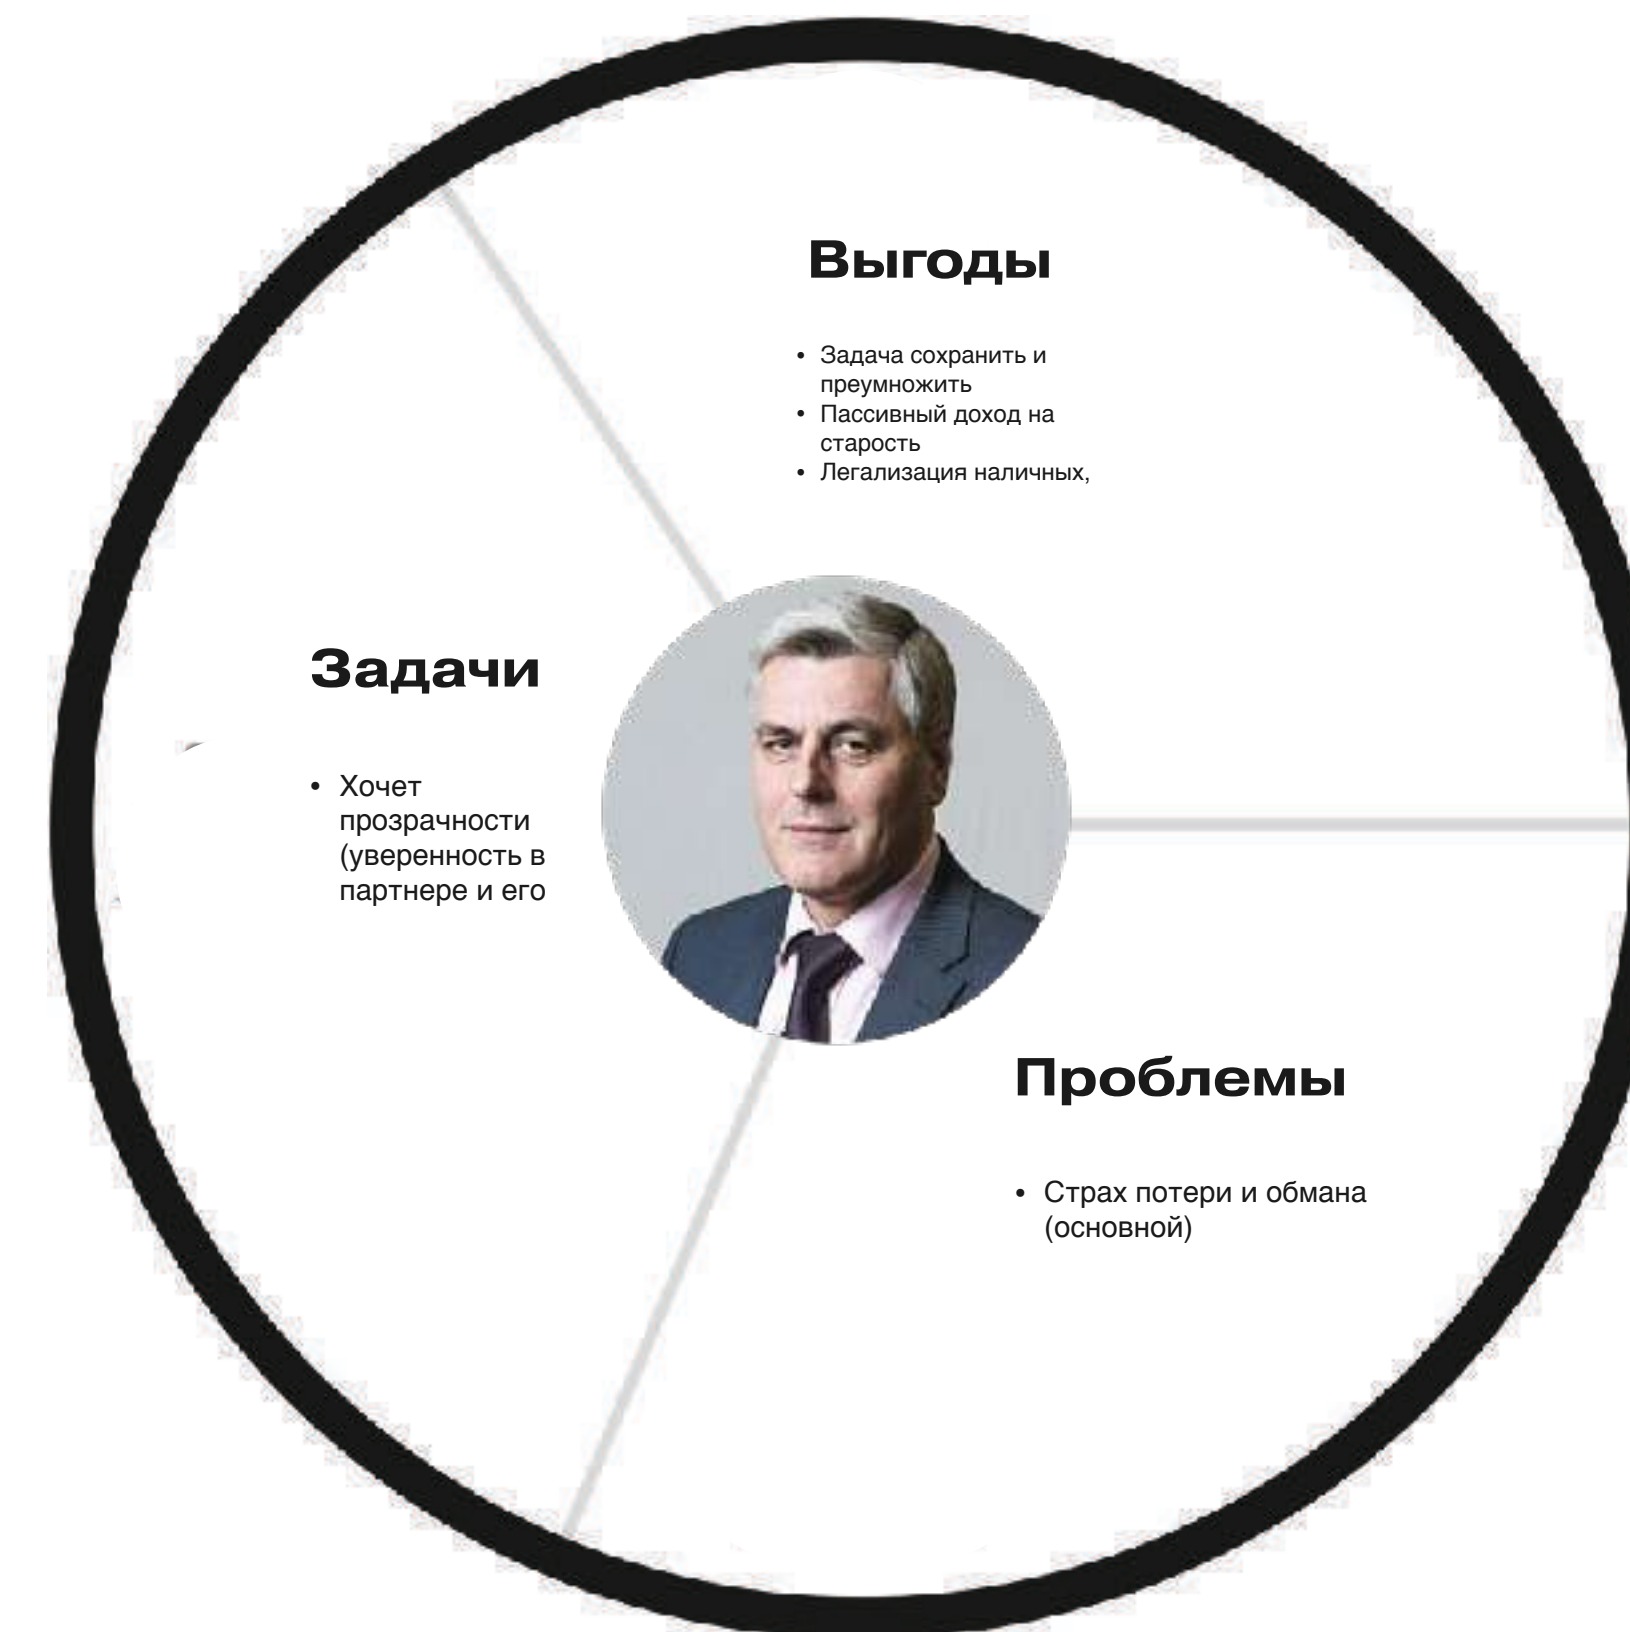 Выгоды
• Задача сохранить и
преумножить
• Пассивный доход на
старость
• Легализация наличных,
Задачи
• Хочет
прозрачности
(уверенность в
партнере и его
Проблемы
• Страх потери и обмана
(основной)